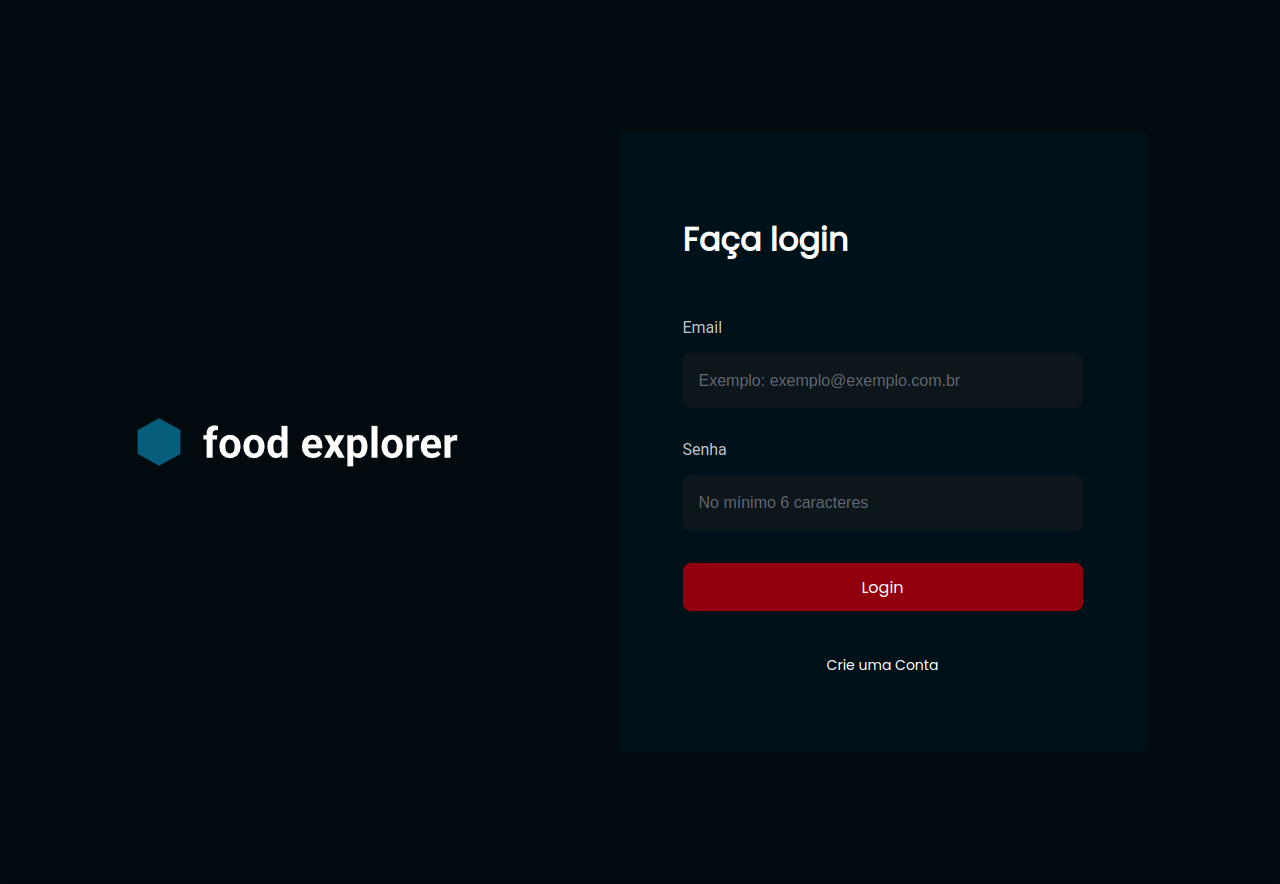 food explorer
Faça login
Email
Exemplo: exemplo@exemplo.com.br
Senha
No mínimo 6 caracteres
Login
Crie uma Conta